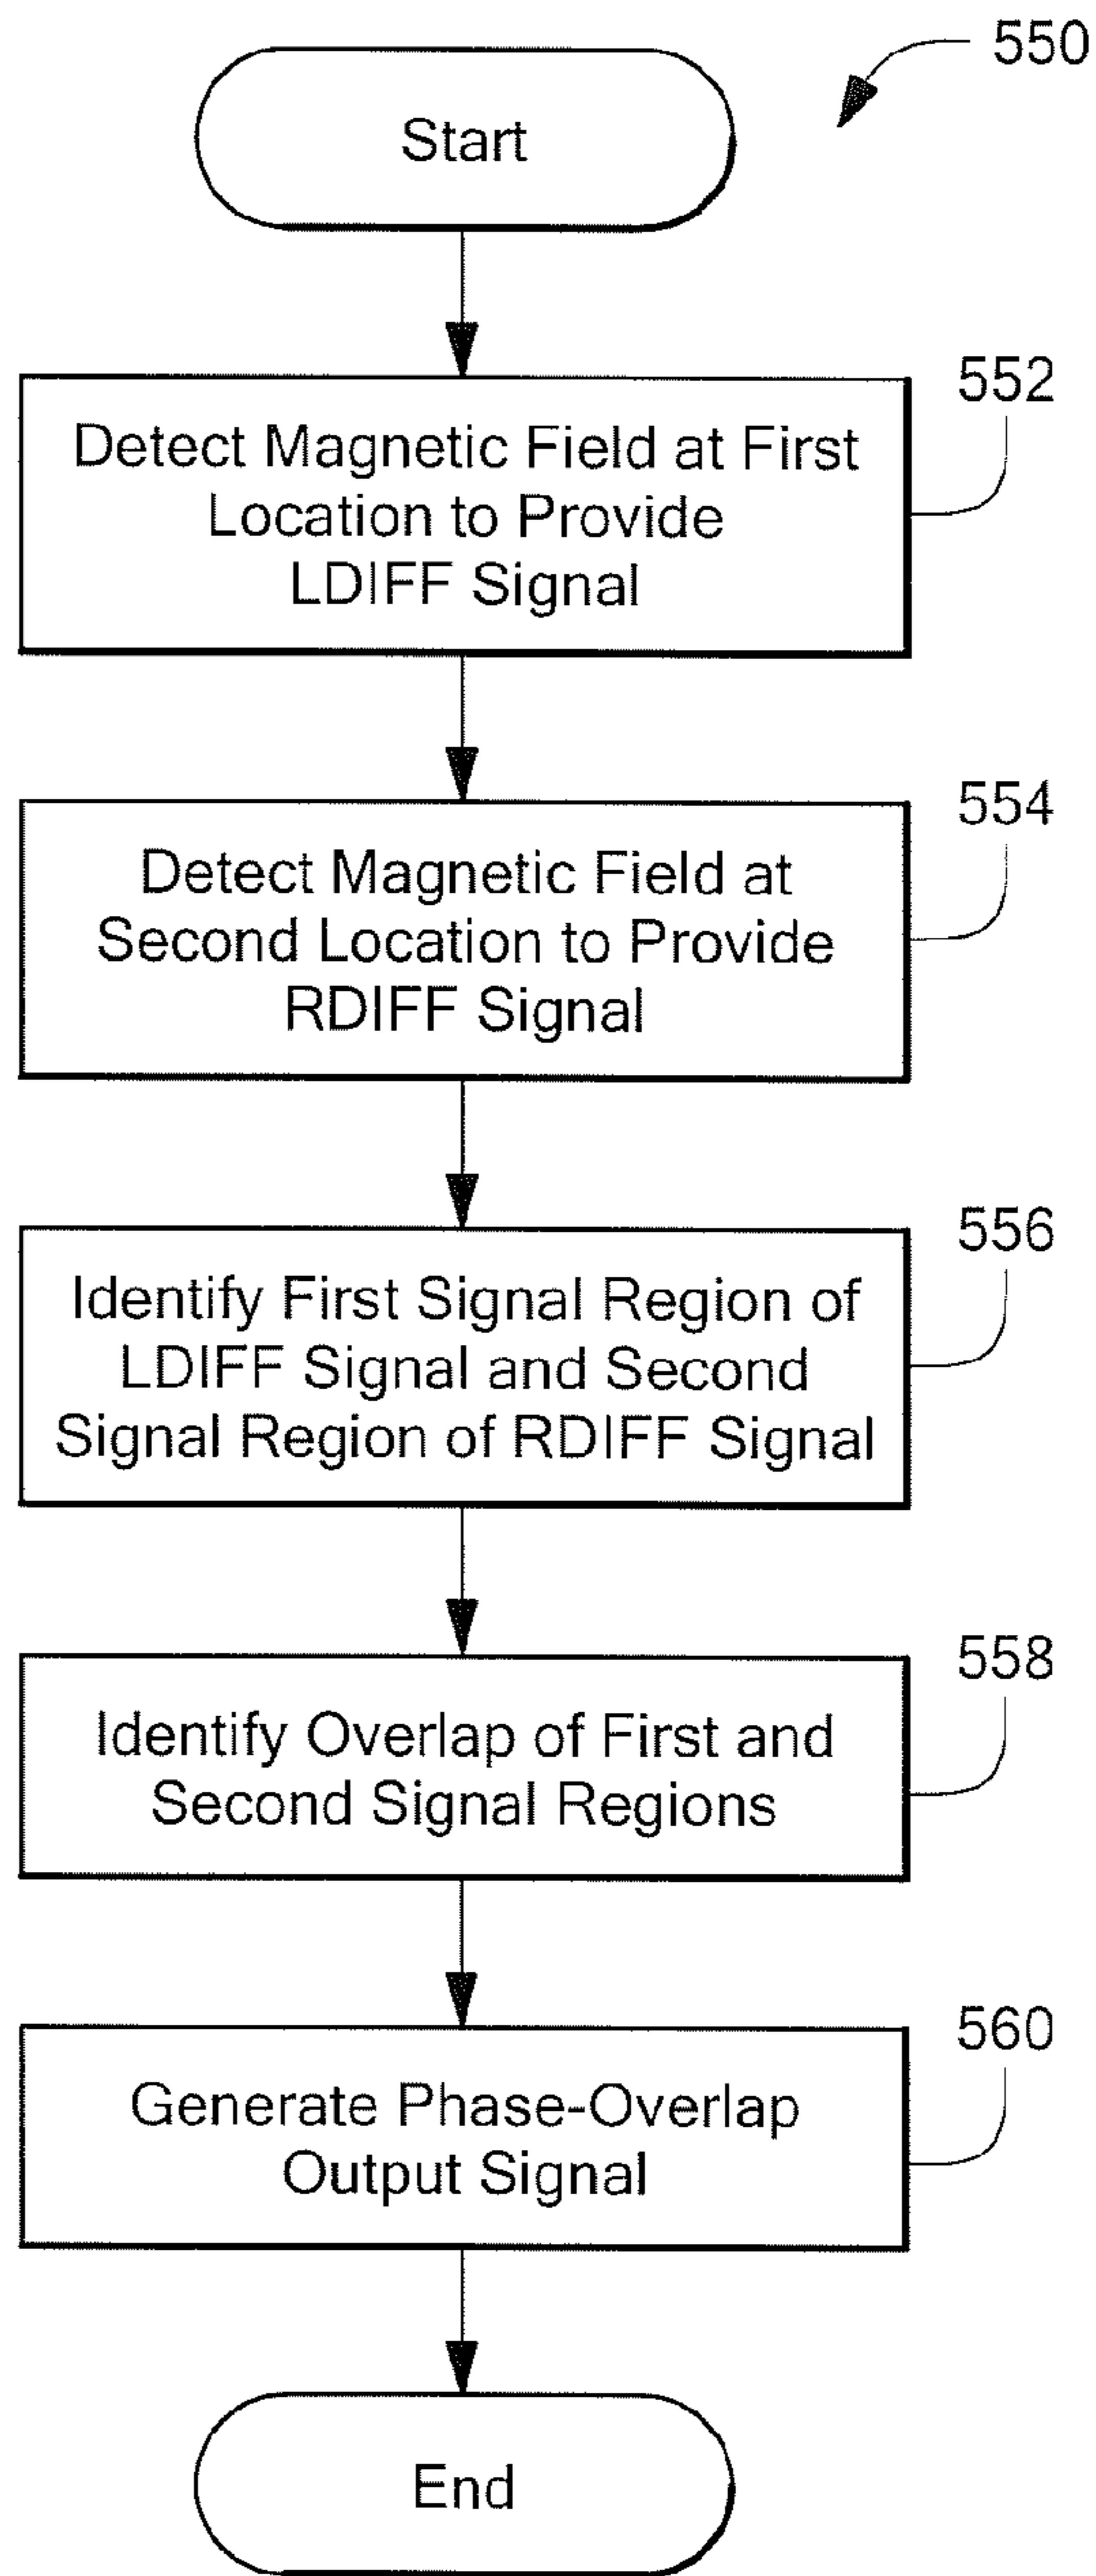 550
Start
552
Detect Magnetic Field at First
Location to Provide
LDIFF Signal
554
Detect Magnetic Field at
Second Location to Provide
RDIFF Signal
556
Identify First Signal Region of
LDIFF Signal and Second
Signal Region of RDIFF Signal
558
Identify Overlap of First and
Second Signal Regions
560
Generate Phase-Overlap
Output Signal
End